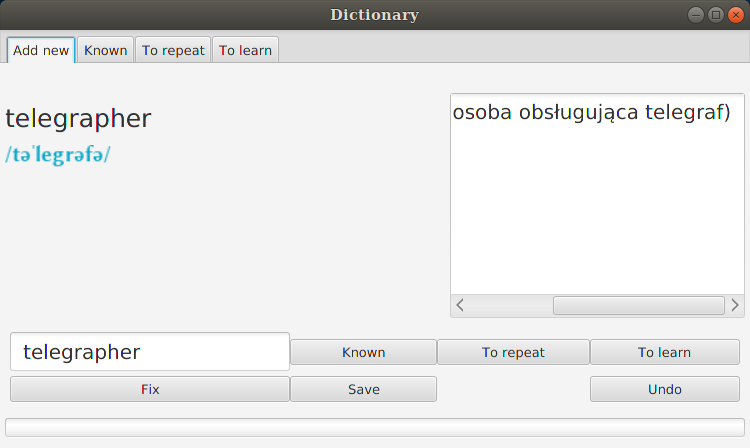 Dictionary
Add new Known To repeat To learn
telegrapher
/təˈleɡrəfə/
osoba obsługująca telegraf)
telegrapher Known To repeat To learn
Fix Save Undo